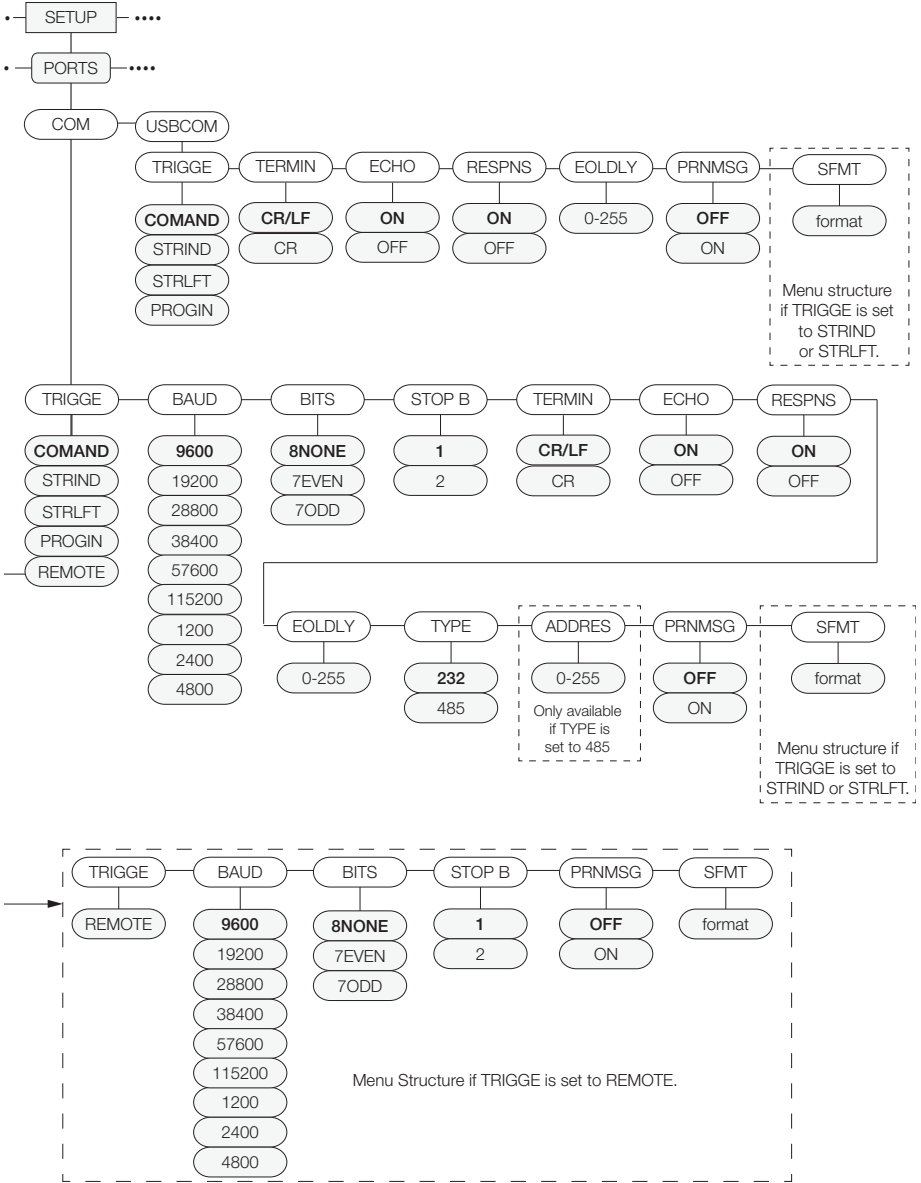 SETUP
PORTS
COM USBCOM
TRIGGE TERMIN ECHO RESPNS EOLDLY PRNMSG SFMT
COMAND CR/LF ON ON 0-255 OFF format
STRIND CR OFF OFF ON
STRLFT
PROGIN
Menu structure
if TRIGGE is set
to STRIND
or STRLFT.
TRIGGE BAUD BITS STOP B TERMIN ECHO RESPNS
COMAND 9600 8NONE 1 CR/LF ON ON
STRIND 19200 7EVEN 2 CR OFF OFF
STRLFT 28800 7ODD
PROGIN 38400
REMOTE 57600
115200
1200
2400
4800
EOLDLY TYPE ADDRES PRNMSG SFMT
0-255 232 0-255 OFF format
485 ON
Only available
if TYPE is
set to 485
Menu structure if
TRIGGE is set to
STRIND or STRLFT.
TRIGGE BAUD BITS STOP B PRNMSG SFMT
REMOTE 9600 8NONE 1 OFF format
19200 7EVEN 2 ON
28800 7ODD
38400
57600
115200
1200
2400
4800
Menu Structure if TRIGGE is set to REMOTE.